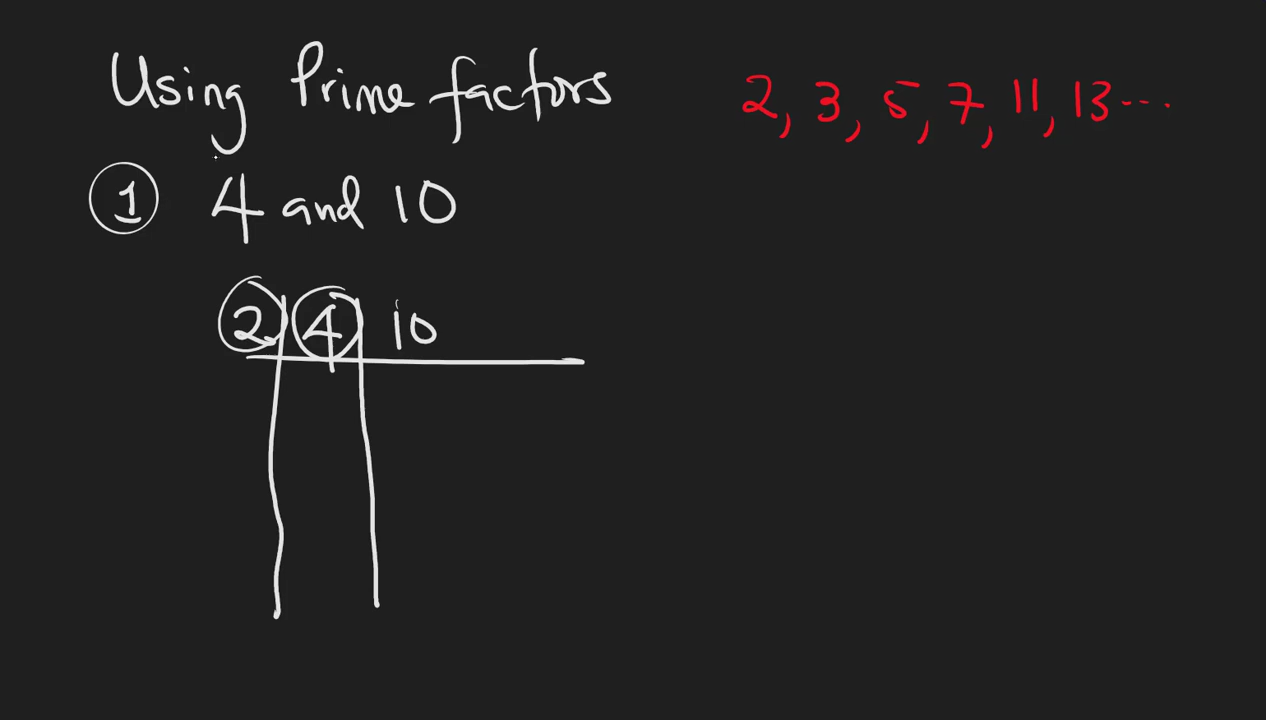 Using Prime factors
2, 3, 5, 7, 11, 13...
1 4 and 10
2 4 10